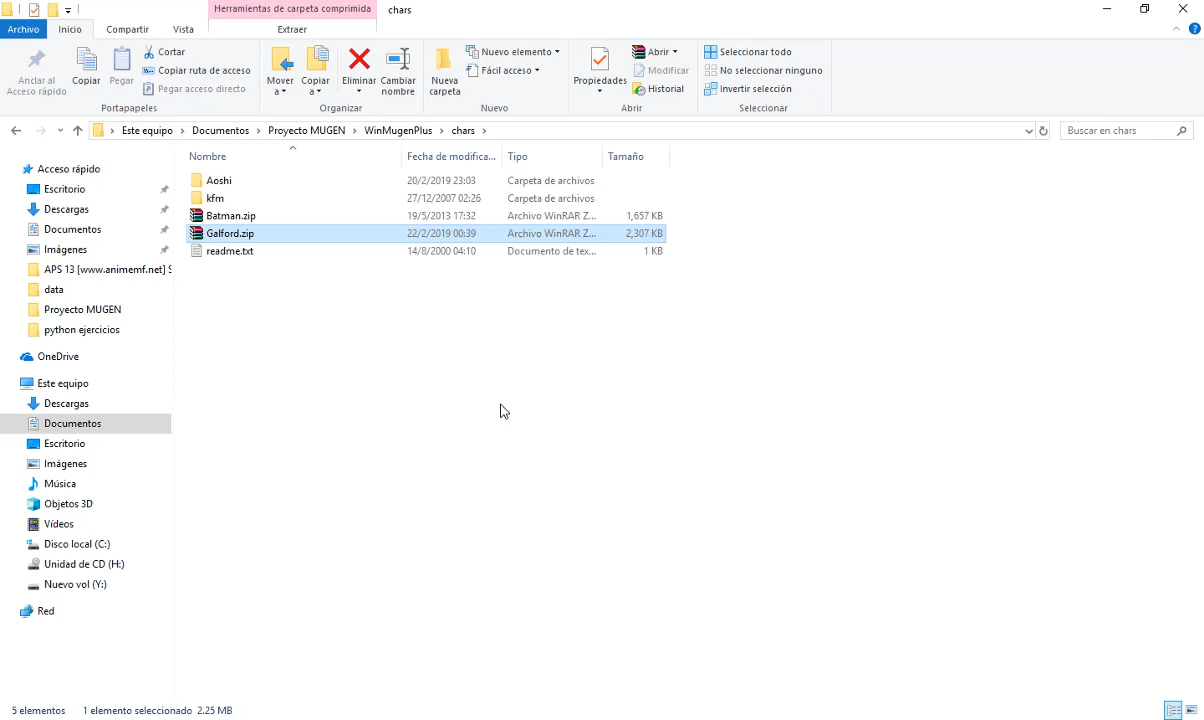 Herramientas de carpeta comprimida
chars
Archivo
Inicio
Compartir
Vista
Extraer
Anclar al
Acceso rápido
Copiar
Pegar
Cortar
Copiar ruta de acceso
Pegar acceso directo
Portapapeles
Mover
a
Copiar
a
Eliminar
Cambiar
nombre
Organizar
Nueva
carpeta
Nuevo elemento
Fácil acceso
Nuevo
Propiedades
Abrir
Modificar
Historial
Abrir
Seleccionar todo
No seleccionar ninguno
Invertir selección
Seleccionar
Este equipo > Documentos > Proyecto MUGEN > WinMugenPlus > chars >
Buscar en chars
Nombre Fecha de modifica... Tipo Tamaño
Aoshi 20/2/2019 23:03 Carpeta de archivos
kfm 27/12/2007 02:26 Carpeta de archivos
Batman.zip 19/5/2013 17:32 Archivo WinRAR Z... 1,657 KB
Galford.zip 22/2/2019 00:39 Archivo WinRAR Z... 2,307 KB
readme.txt 14/8/2000 04:10 Documento de tex... 1 KB
Acceso rápido
Escritorio
Descargas
Documentos
Imágenes
APS 13 [www.animemf.net] S
data
Proyecto MUGEN
python ejercicios
OneDrive
Este equipo
Descargas
Documentos
Escritorio
Imágenes
Música
Objetos 3D
Vídeos
Disco local (C:)
Unidad de CD (H:)
Nuevo vol (Y:)
Red
5 elementos 1 elemento seleccionado 2.25 MB